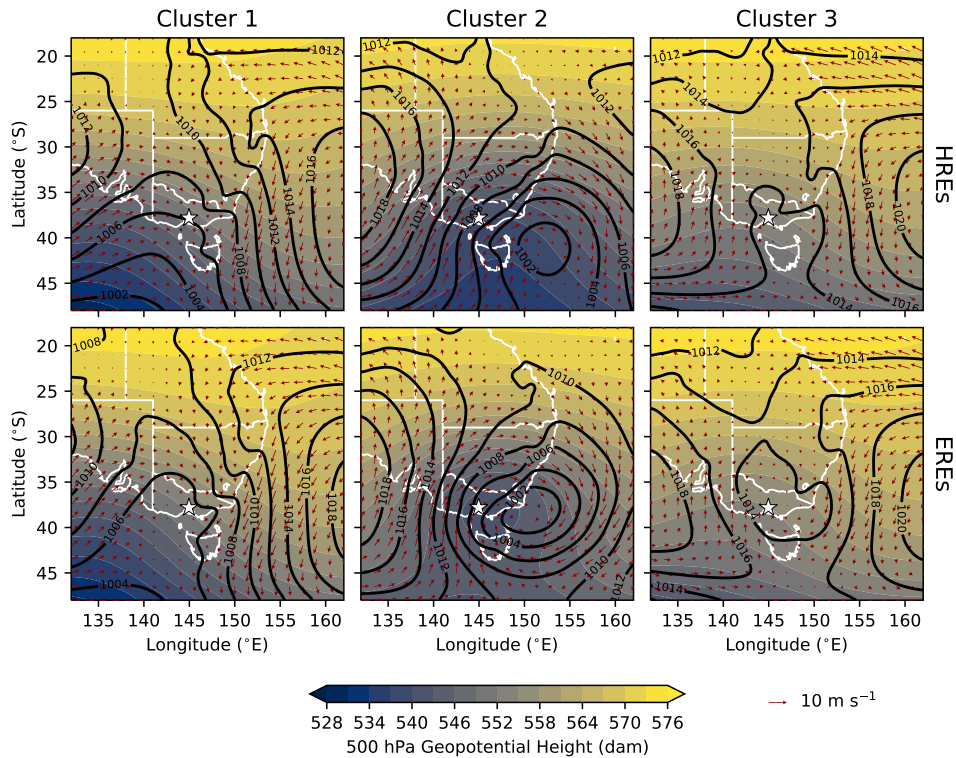 Cluster 1 Cluster 2 Cluster 3
1012 1012 1010 1010 1016 1014 1012 1006 1008 1002 1004
1012 1016 1012 1012 1010 1018 1014 1002 1006 1004
1012 1014 1014 1016 1018 1018 1020 1014 1016
20 25 30 35 40 45
Latitude (°S)
HREs
1008 1012 1010 1006 1010 1014 1016 1018 1008 1004
1010 1008 1006 1014 1018 1002 1016 1004 1012 1010 1012
1012 1014 1016 1018 1014 1018 1020 1016 1014
20 25 30 35 40 45
Latitude (°S)
EREs
135 140 145 150 155 160 135 140 145 150 155 160 135 140 145 150 155 160
Longitude (°E) Longitude (°E) Longitude (°E)
10 m s⁻¹
528 534 540 546 552 558 564 570 576
500 hPa Geopotential Height (dam)